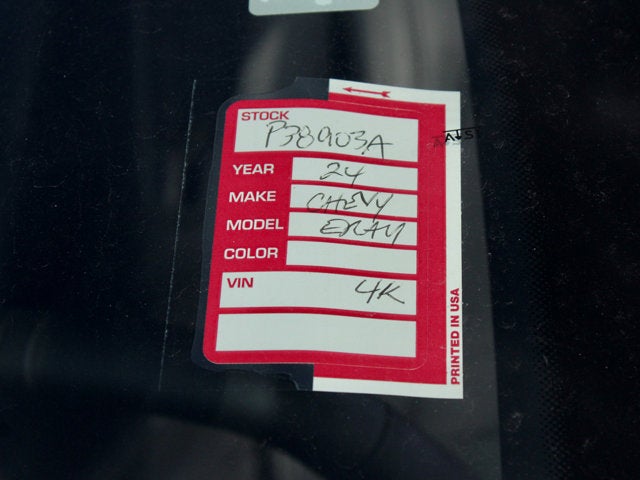 STOCK
P38903A
YEAR 24
MAKE CHEVY
MODEL ERAY
COLOR
VIN 4K
PRINTED IN USA